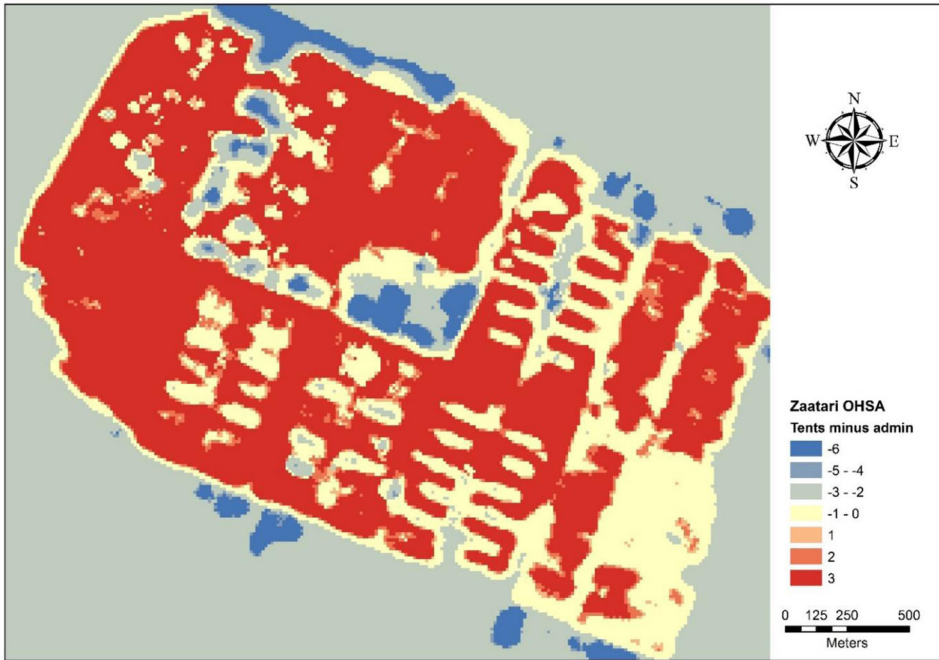 N
W E
S
Zaatari OHSA
Tents minus admin
-6
-5 - -4
-3 - -2
-1 - 0
1
2
3
0 125 250 500
Meters